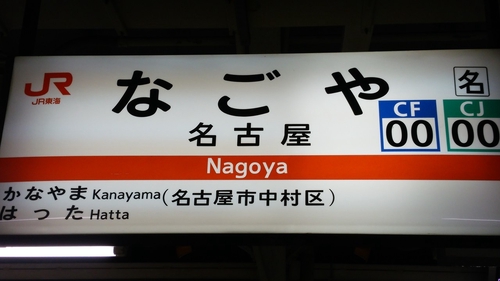 JR
JR東海
なごや
名
名古屋
CF
00
CJ
00
Nagoya
かなやま Kanayama
はった Hatta
(名古屋市中村区)